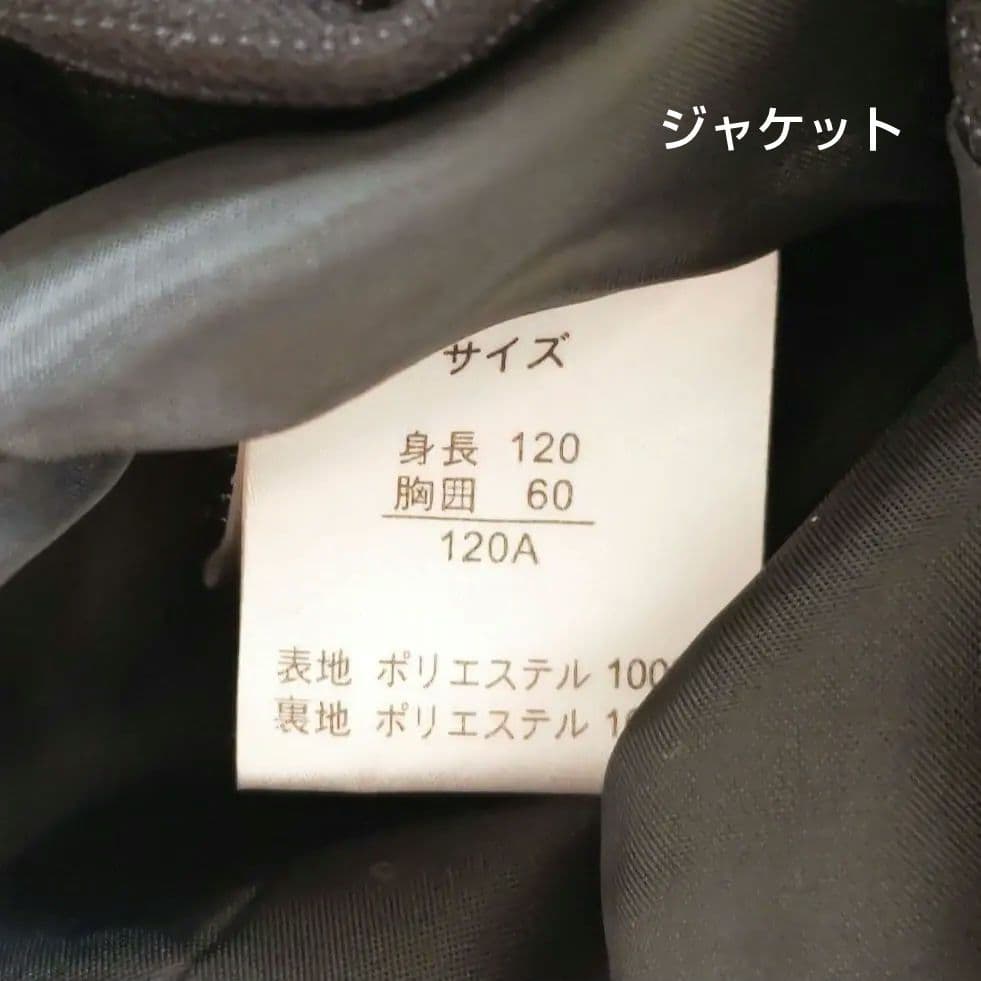 ジャケット
サイズ
身長 120
胸囲 60
120A
表地 ポリエステル 100
裏地 ポリエステル